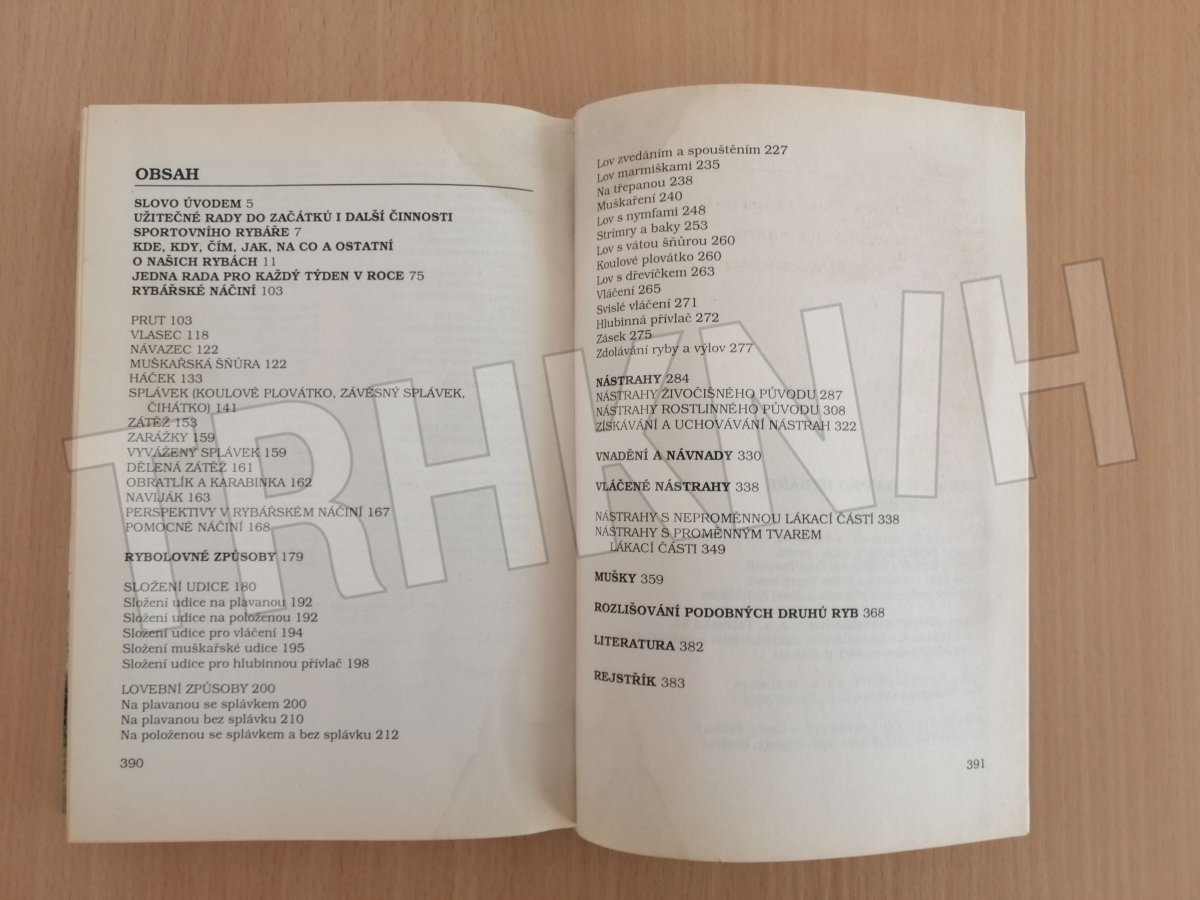 OBSAH
SLOVO ÚVODEM 5
UŽITEČNÉ RADY DO ZAČÁTKŮ I DALŠÍ ČINNOSTI
SPORTOVNÍHO RYBÁŘE 7
KDE, KDY, ČÍM, JAK, NA CO A OSTATNÍ
O NAŠICH RYBÁCH 11
JEDNA RADA PRO KAŽDÝ TÝDEN V ROCE 75
RYBÁŘSKÉ NÁČINÍ 103
PRUT 103
VLASEC 118
NÁVAZEC 122
MUŠKAŘSKÁ ŠŇŮRA 122
HÁČEK 133
SPLÁVEK (KOULOVÉ PLOVÁTKO, ZÁVĚSNÝ SPLÁVEK,
ČIHÁTKO) 141
ZÁTĚŽ 153
ZARÁŽKY 159
VYVÁŽENÝ SPLÁVEK 159
DĚLENÁ ZÁTĚŽ 161
OBRATLÍK A KARABINKA 162
NAVIJÁK 163
PERSPEKTIVY V RYBÁŘSKÉM NÁČINÍ 167
POMOCNÉ NÁČINÍ 168
RYBOLOVNÉ ZPŮSOBY 179
SLOŽENÍ UDICE 180
Složení udice na plavanou 192
Složení udice na položenou 192
Složení udice pro vláčení 194
Složení muškařské udice 195
Složení udice pro hlubinnou přívlač 198
LOVEBNÍ ZPŮSOBY 200
Na plavanou se splávkem 200
Na plavanou bez splávku 210
Na položenou se splávkem a bez splávku 212
390
Lov zvedáním a spouštěním 227
Lov marmiškami 235
Na třepanou 238
Muškaření 240
Lov s nymfami 248
Strímry a baky 253
Lov s vátou šňůrou 260
Koulové plovátko 260
Lov s dřevíčkem 263
Vláčení 265
Svislé vláčení 271
Hlubinná přívlač 272
Zásek 275
Zdolávání ryby a výlov 277
NÁSTRAHY 284
NÁSTRAHY ŽIVOČIŠNÉHO PŮVODU 287
NÁSTRAHY ROSTLINNÉHO PŮVODU 308
ZÍSKÁVÁNÍ A UCHOVÁVÁNÍ NÁSTRAH 322
VNADĚNÍ A NÁVNADY 330
VLÁČENÉ NÁSTRAHY 338
NÁSTRAHY S NEPROMĚNNOU LÁKACÍ ČÁSTÍ 338
NÁSTRAHY S PROMĚNNÝM TVAREM
LÁKACÍ ČÁSTI 349
MUŠKY 359
ROZLIŠOVÁNÍ PODOBNÝCH DRUHŮ RYB 368
LITERATURA 382
REJSTŘÍK 383
391
TRHKNIH